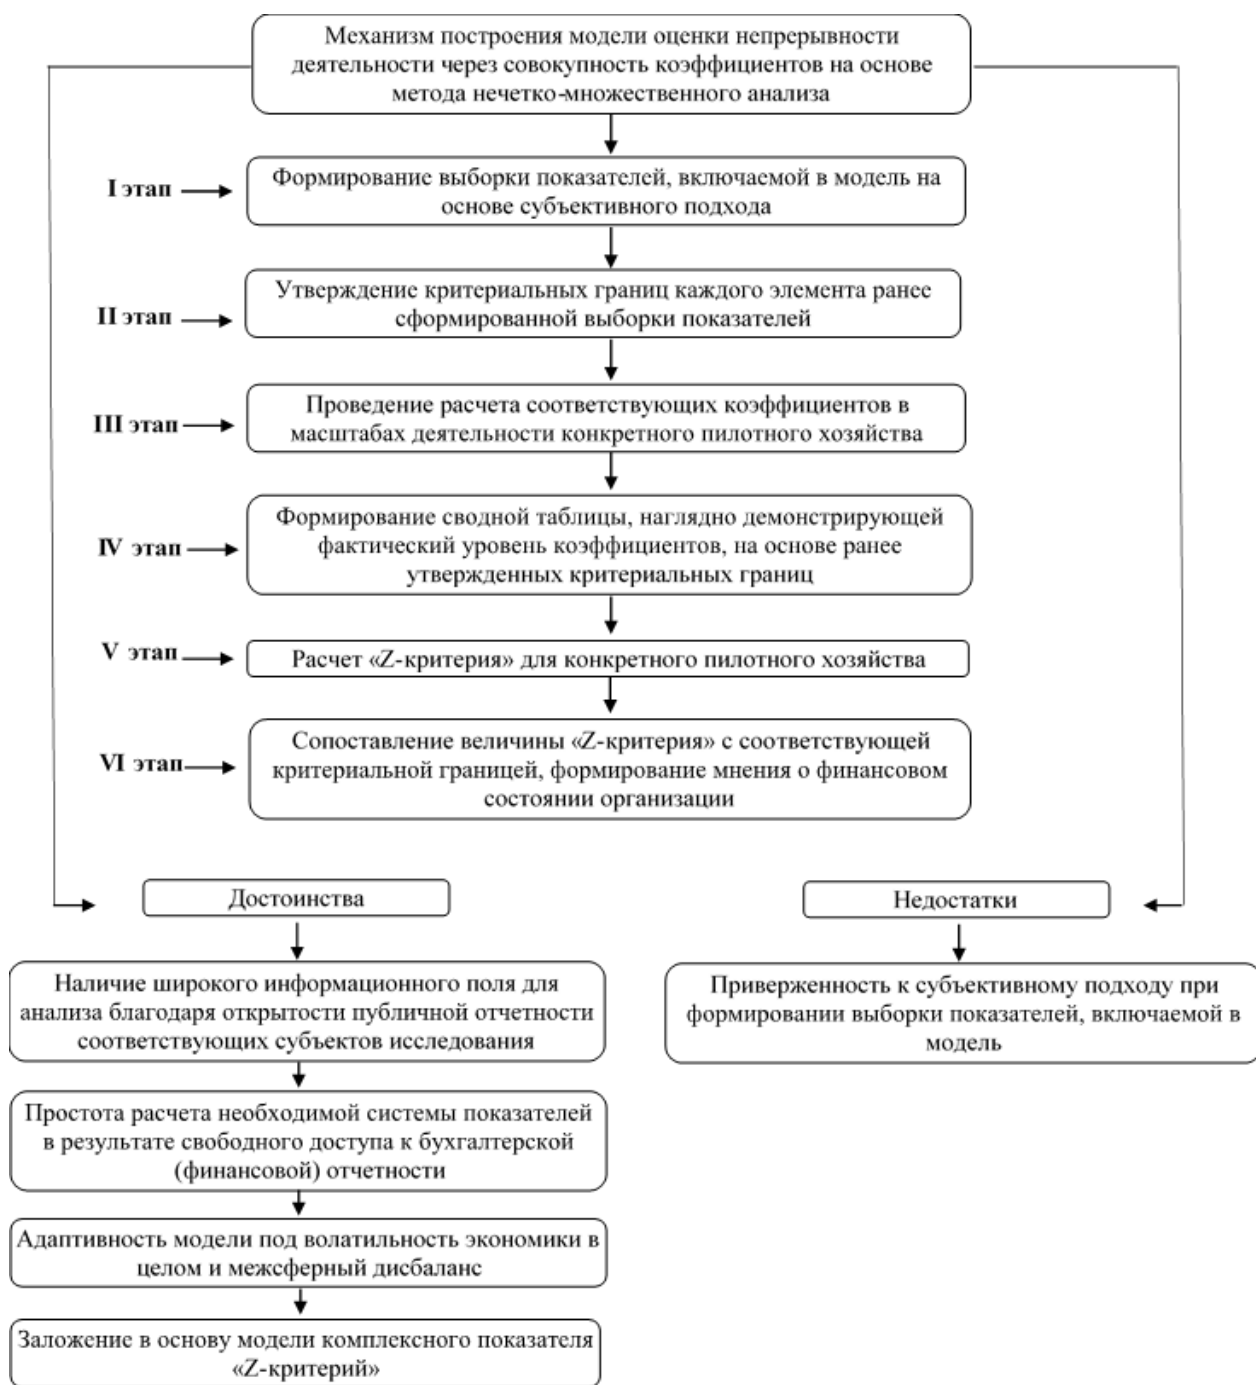 Механизм построения модели оценки непрерывности
деятельности через совокупность коэффициентов на основе
метода нечетко-множественного анализа
I этап
Формирование выборки показателей, включаемой в модель на
основе субъективного подхода
II этап
Утверждение критериальных границ каждого элемента ранее
сформированной выборки показателей
III этап
Проведение расчета соответствующих коэффициентов в
масштабах деятельности конкретного пилотного хозяйства
IV этап
Формирование сводной таблицы, наглядно демонстрирующей
фактический уровень коэффициентов, на основе ранее
утвержденных критериальных границ
V этап
Расчет «Z-критерия» для конкретного пилотного хозяйства
VI этап
Сопоставление величины «Z-критерия» с соответствующей
критериальной границей, формирование мнения о финансовом
состоянии организации
Достоинства
Наличие широкого информационного поля для
анализа благодаря открытости публичной отчетности
соответствующих субъектов исследования
Простота расчета необходимой системы показателей
в результате свободного доступа к бухгалтерской
(финансовой) отчетности
Адаптивность модели под волатильность экономики в
целом и межсферный дисбаланс
Заложение в основу модели комплексного показателя
«Z-критерий»
Недостатки
Приверженность к субъективному подходу при
формировании выборки показателей, включаемой в
модель